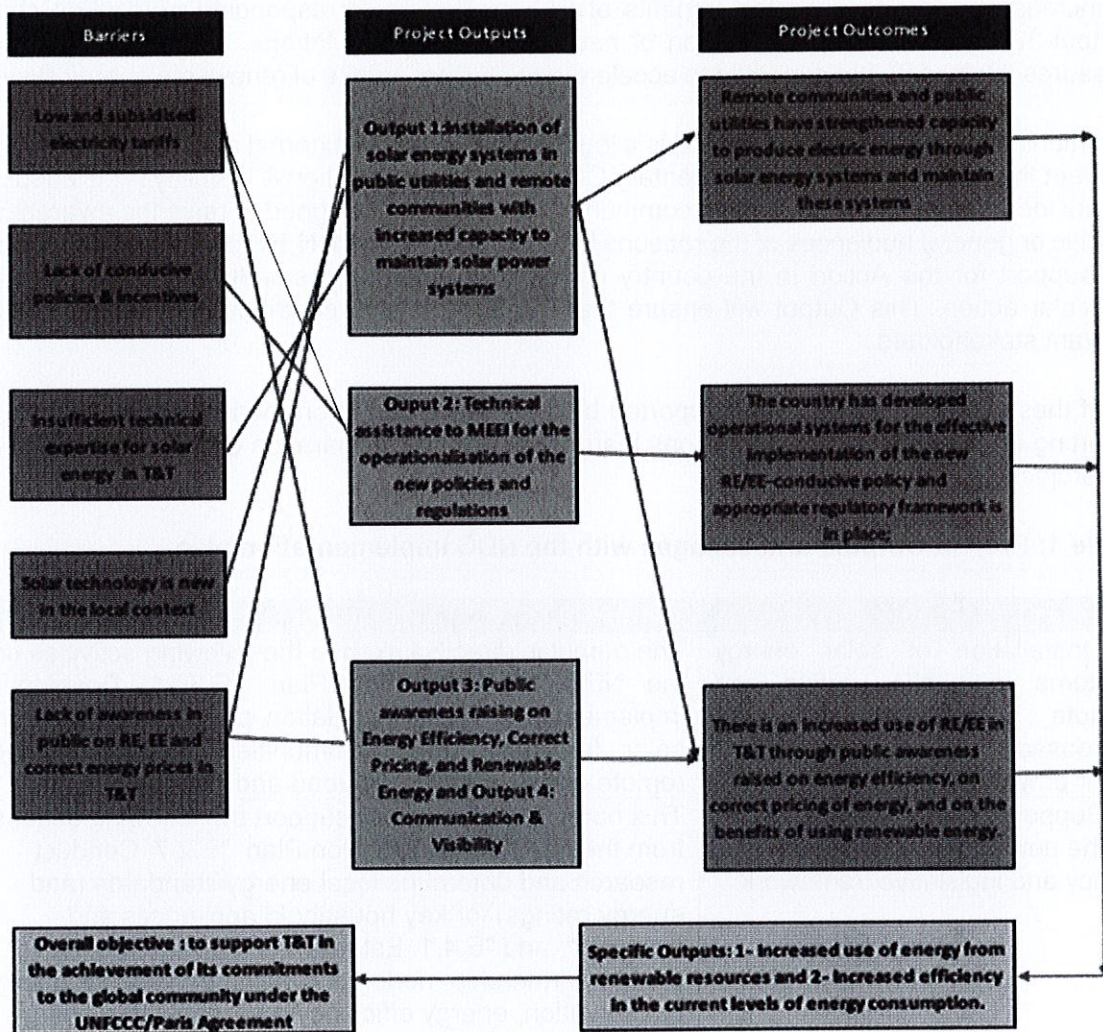 Barriers
Project Outputs
Project Outcomes
Low and subsidised
electricity tariffs
Lack of conducive
policies & incentives
Insufficient technical
expertise for solar
energy in T&T
Solar technology is new
in the local context
Lack of awareness in
public on RE, EE and
correct energy prices in
T&T
Output 1:Installation of
solar energy systems in
public utilities and remote
communities with
increased capacity to
maintain solar power
systems
Ouput 2: Technical
assistance to MEEI for the
operationalisation of the
new policies and
regulations
Output 3: Public
awareness raising on
Energy Efficiency, Correct
Pricing, and Renewable
Energy and Output 4:
Communication &
Visibility
Remote communities and public
utilities have strengthened capacity
to produce electric energy through
solar energy systems and maintain
these systems
The country has developed
operational systems for the effective
implementation of the new
RE/EE-conducive policy and
appropriate regulatory framework is
in place;
There is an increased use of RE/EE in
T&T through public awareness
raised on energy efficiency, on
correct pricing of energy, and on the
benefits of using renewable energy.
Overall objective : to support T&T in
the achievement of its commitments
to the global community under the
UNFCCC/Paris Agreement
Specific Outputs: 1- Increased use of energy from
renewable resources and 2- Increased efficiency
in the current levels of energy consumption.